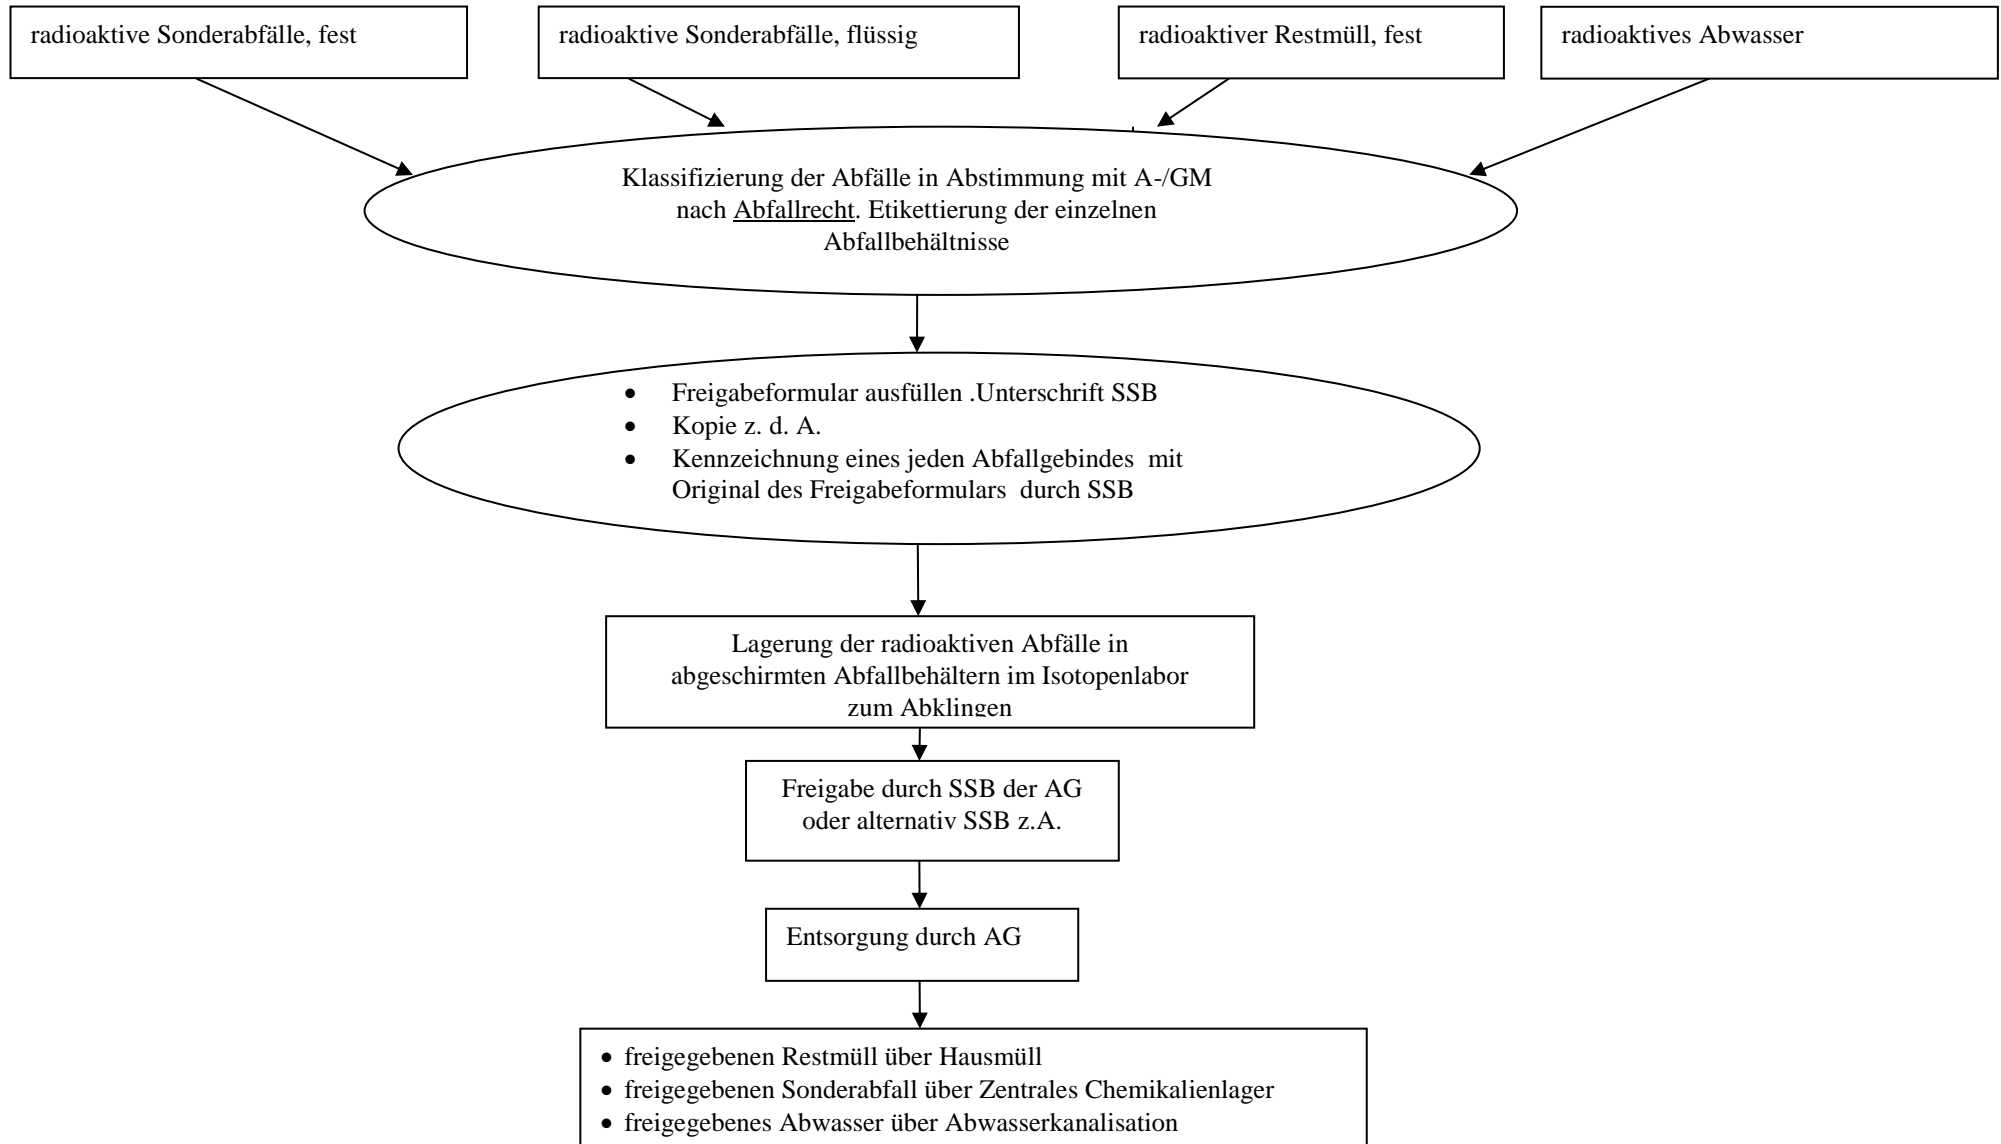 radioaktive Sonderabfälle, fest
radioaktive Sonderabfälle, flüssig
radioaktiver Restmüll, fest
radioaktives Abwasser
Klassifizierung der Abfälle in Abstimmung mit A-/GM
nach Abfallrecht. Etikettierung der einzelnen
Abfallbehältnisse
• Freigabeformular ausfüllen .Unterschrift SSB
• Kopie z. d. A.
• Kennzeichnung eines jeden Abfallgebindes  mit
Original des Freigabeformulars  durch SSB
Lagerung der radioaktiven Abfälle in
abgeschirmten Abfallbehältern im Isotopenlabor
zum Abklingen
Freigabe durch SSB der AG
oder alternativ SSB z.A.
Entsorgung durch AG
• freigegebenen Restmüll über Hausmüll
• freigegebenen Sonderabfall über Zentrales Chemikalienlager
• freigegebenes Abwasser über Abwasserkanalisation